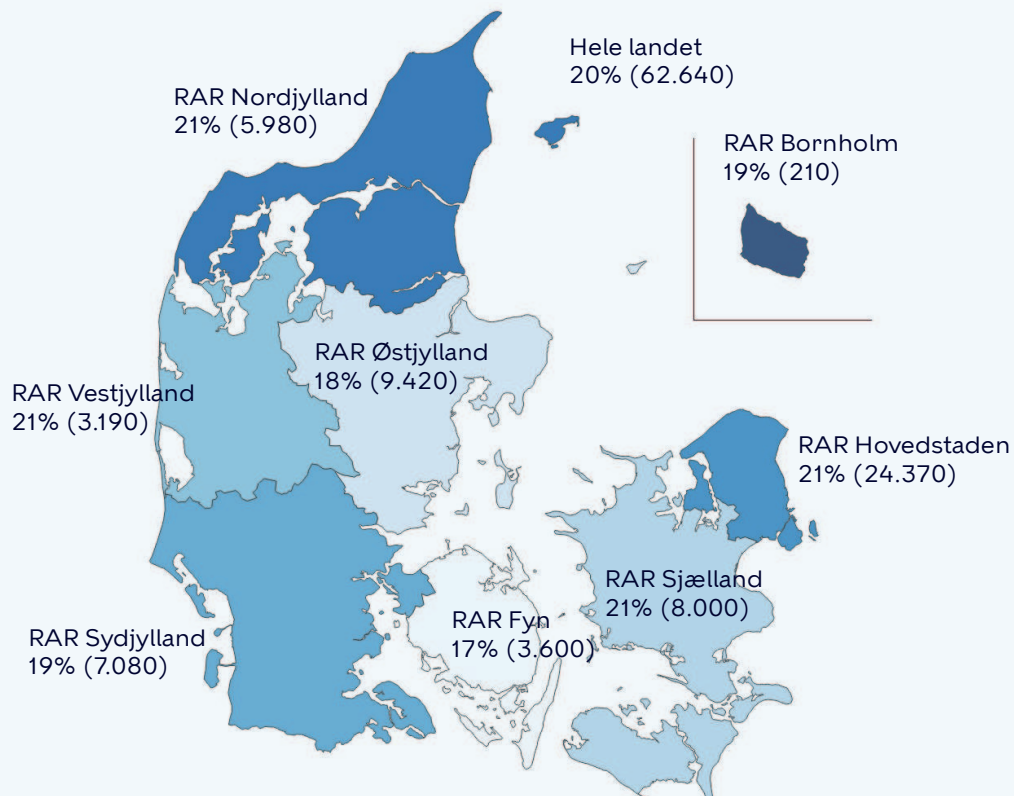 Hele landet
20% (62.640)
RAR Nordjylland
21% (5.980)
RAR Bornholm
19% (210)
RAR Østjylland
18% (9.420)
RAR Vestjylland
21% (3.190)
RAR Hovedstaden
21% (24.370)
RAR Sjælland
21% (8.000)
RAR Fyn
17% (3.600)
RAR Sydjylland
19% (7.080)